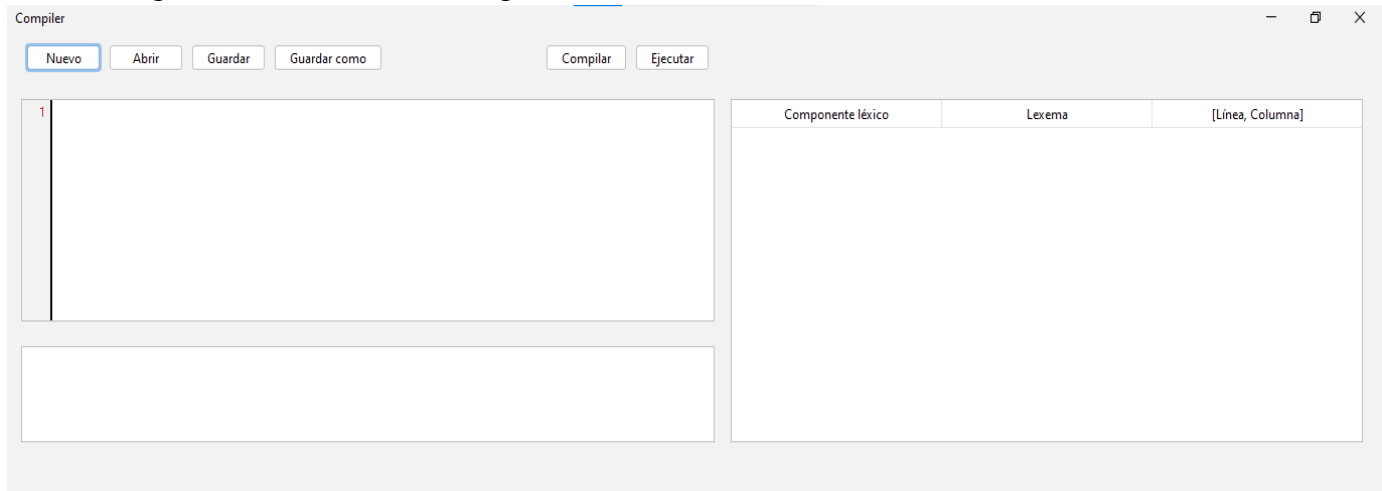 Compiler
Nuevo Abrir Guardar Guardar como Compilar Ejecutar
1
Componente léxico Lexema [Línea, Columna]